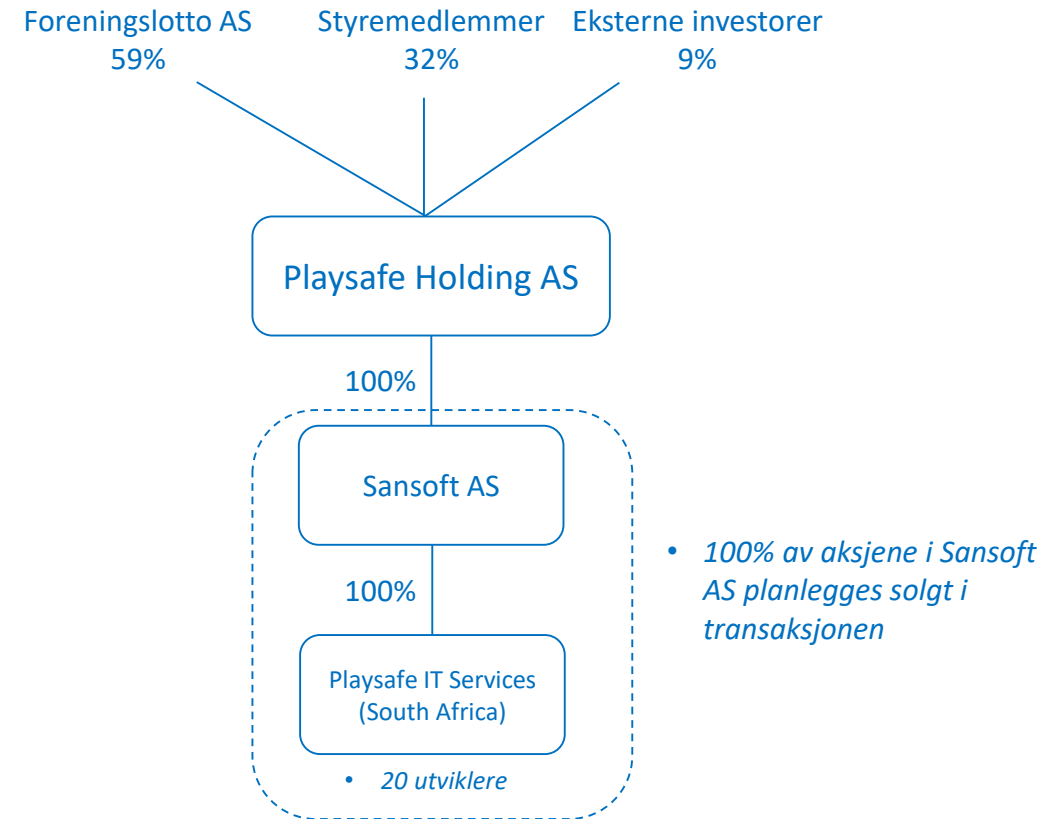 Foreningslotto AS
59%
Styremedlemmer
32%
Eksterne investorer
9%
Playsafe Holding AS
100%
Sansoft AS
100%
Playsafe IT Services
(South Africa)
• 20 utviklere
• 100% av aksjene i Sansoft
AS planlegges solgt i
transaksjonen